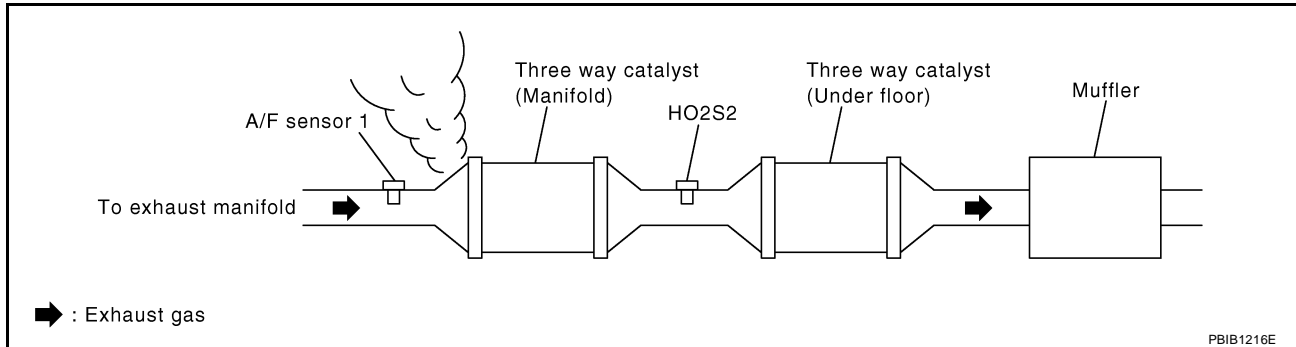 Three way catalyst
(Manifold)
Three way catalyst
(Under floor)
Muffler
A/F sensor 1
HO2S2
To exhaust manifold
: Exhaust gas
PBIB1216E